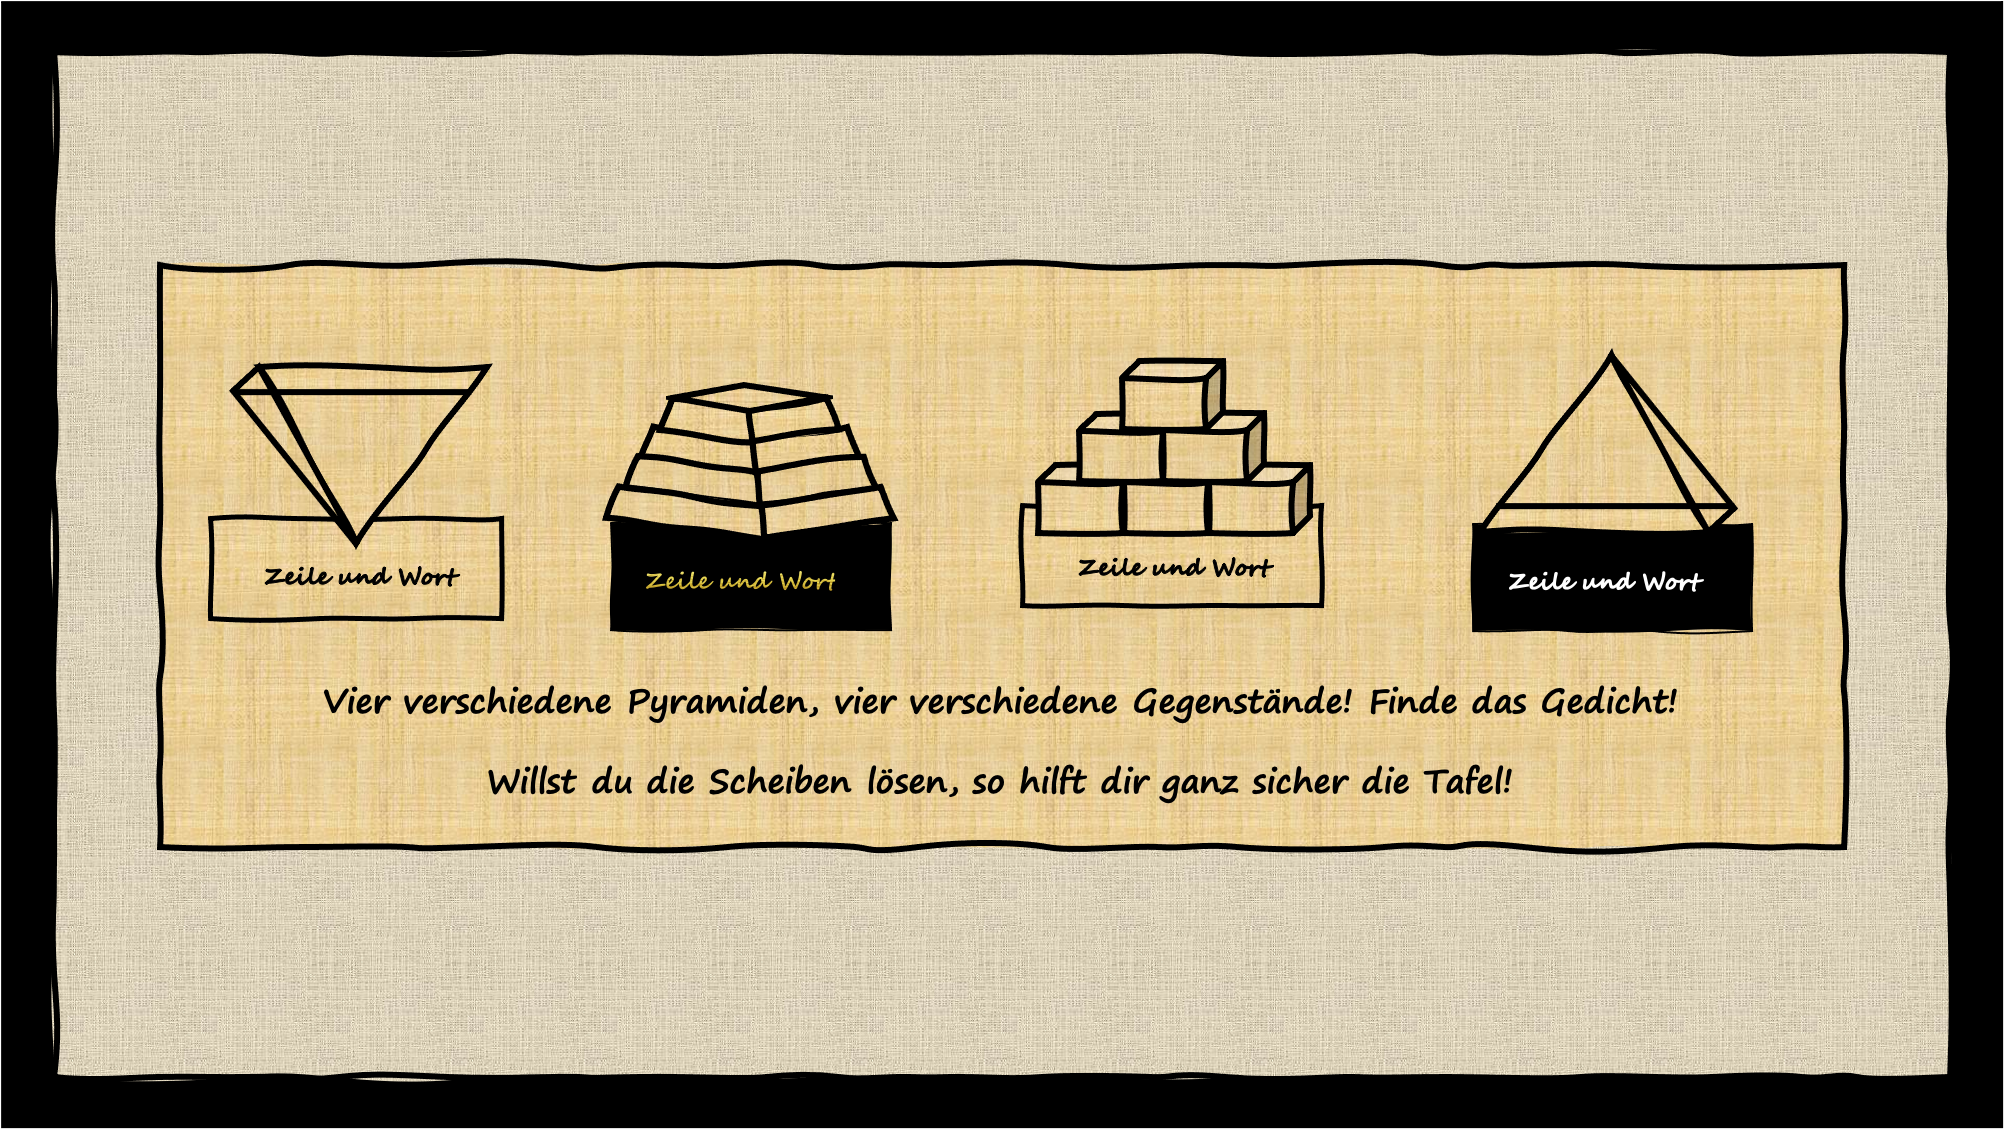 Zeile und Wort
Zeile und Wort
Zeile und Wort
Zeile und Wort
Vier verschiedene Pyramiden, vier verschiedene Gegenstände! Finde das Gedicht!
Willst du die Scheiben lösen, so hilft dir ganz sicher die Tafel!